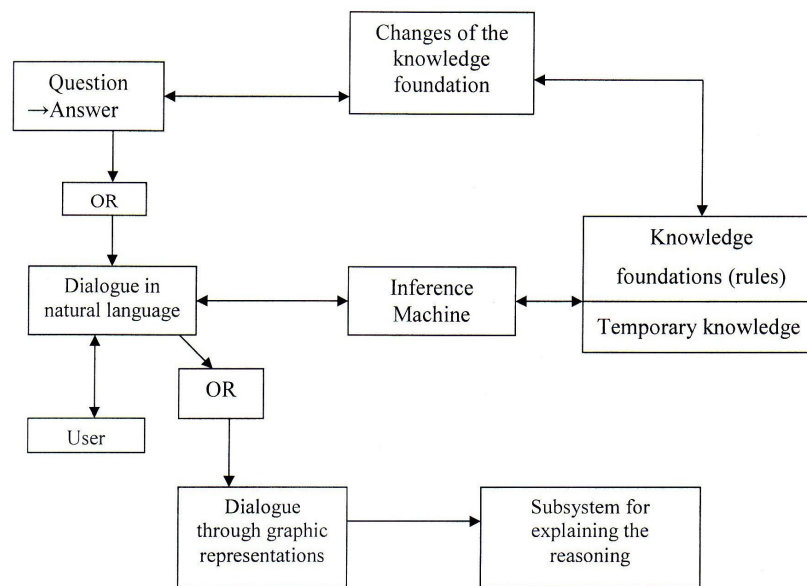 Changes of the
knowledge
foundation
Question
→Answer
OR
Knowledge
foundations (rules)
Temporary knowledge
Dialogue in
natural language
Inference
Machine
OR
User
Dialogue
through graphic
representations
Subsystem for
explaining the
reasoning